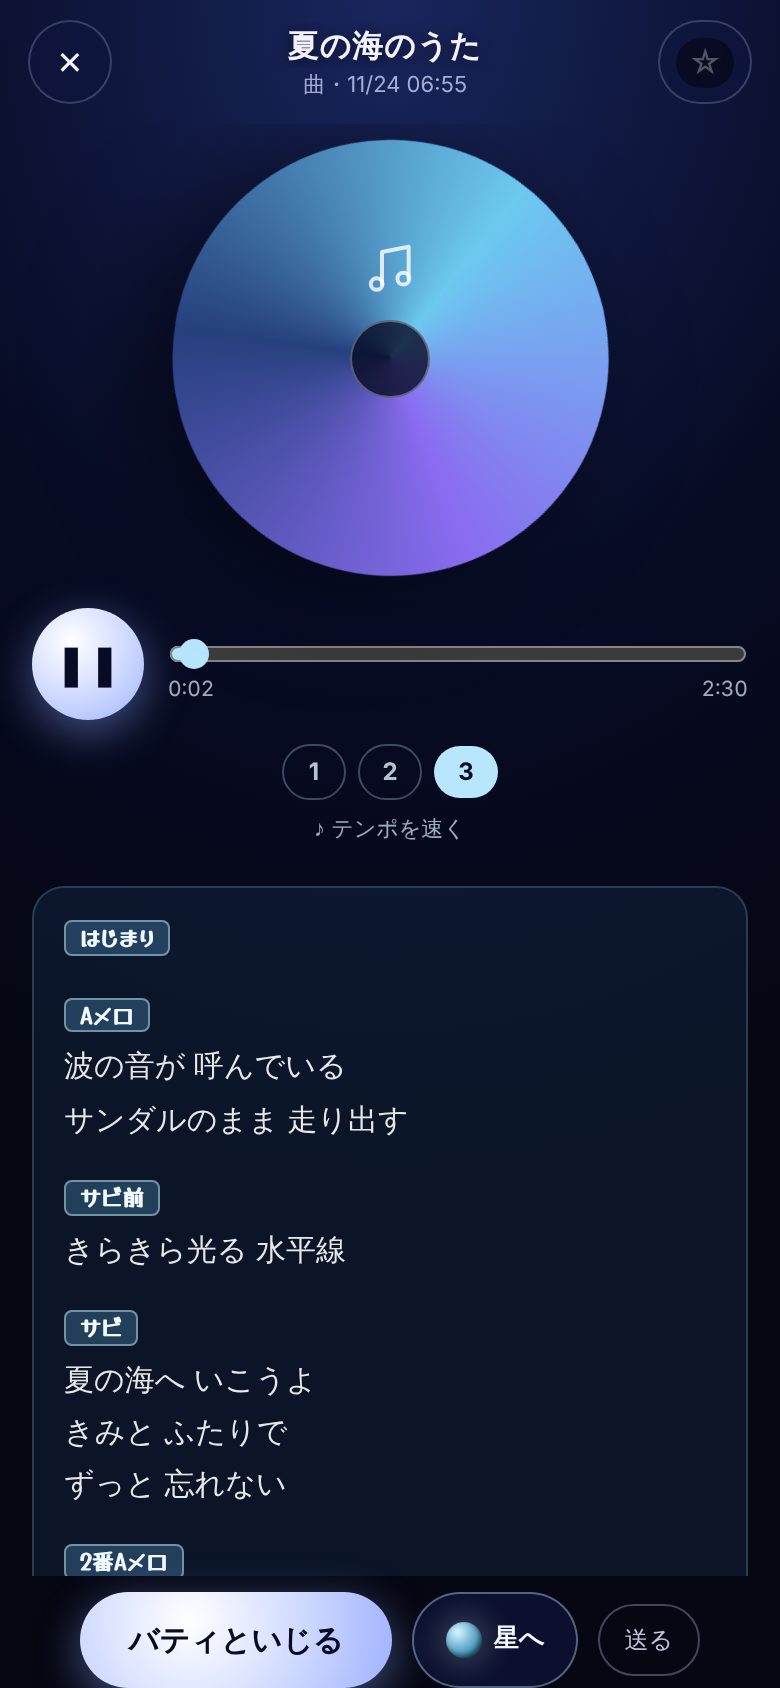 夏の海のうた
曲・11/24 06:55
0:02
2:30
1
2
3
♪ テンポを速く
はじまり
Aメロ
波の音が 呼んでいる
サンダルのまま 走り出す
サビ前
きらきら光る 水平線
サビ
夏の海へ いこうよ
きみと ふたりで
ずっと 忘れない
2番Aメロ
バティといじる
星へ
送る